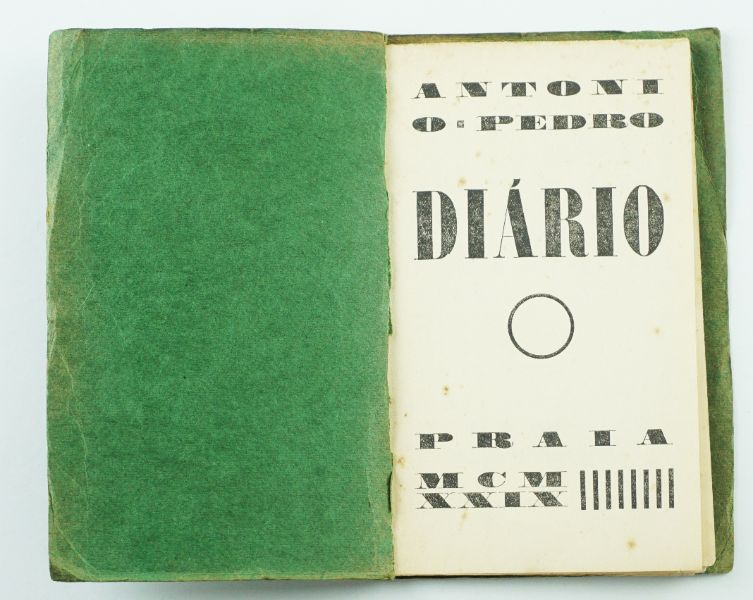 ANTONI
O · PEDRO
DIÁRIO
PRAIA
MCM
XXIX